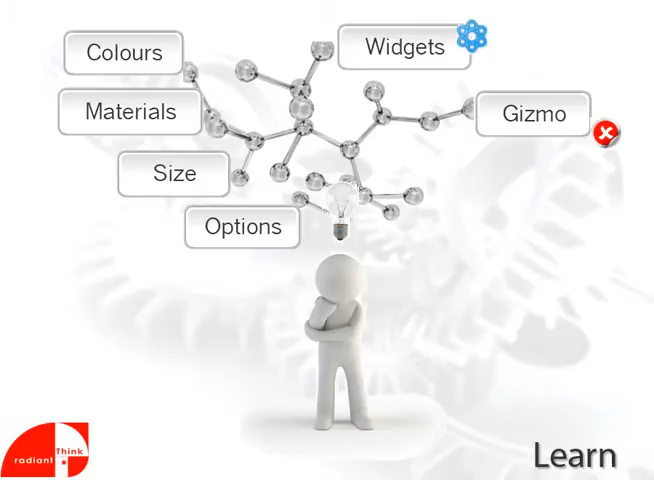 Colours
Widgets
Materials
Gizmo
Size
Options
radiant Think
Learn